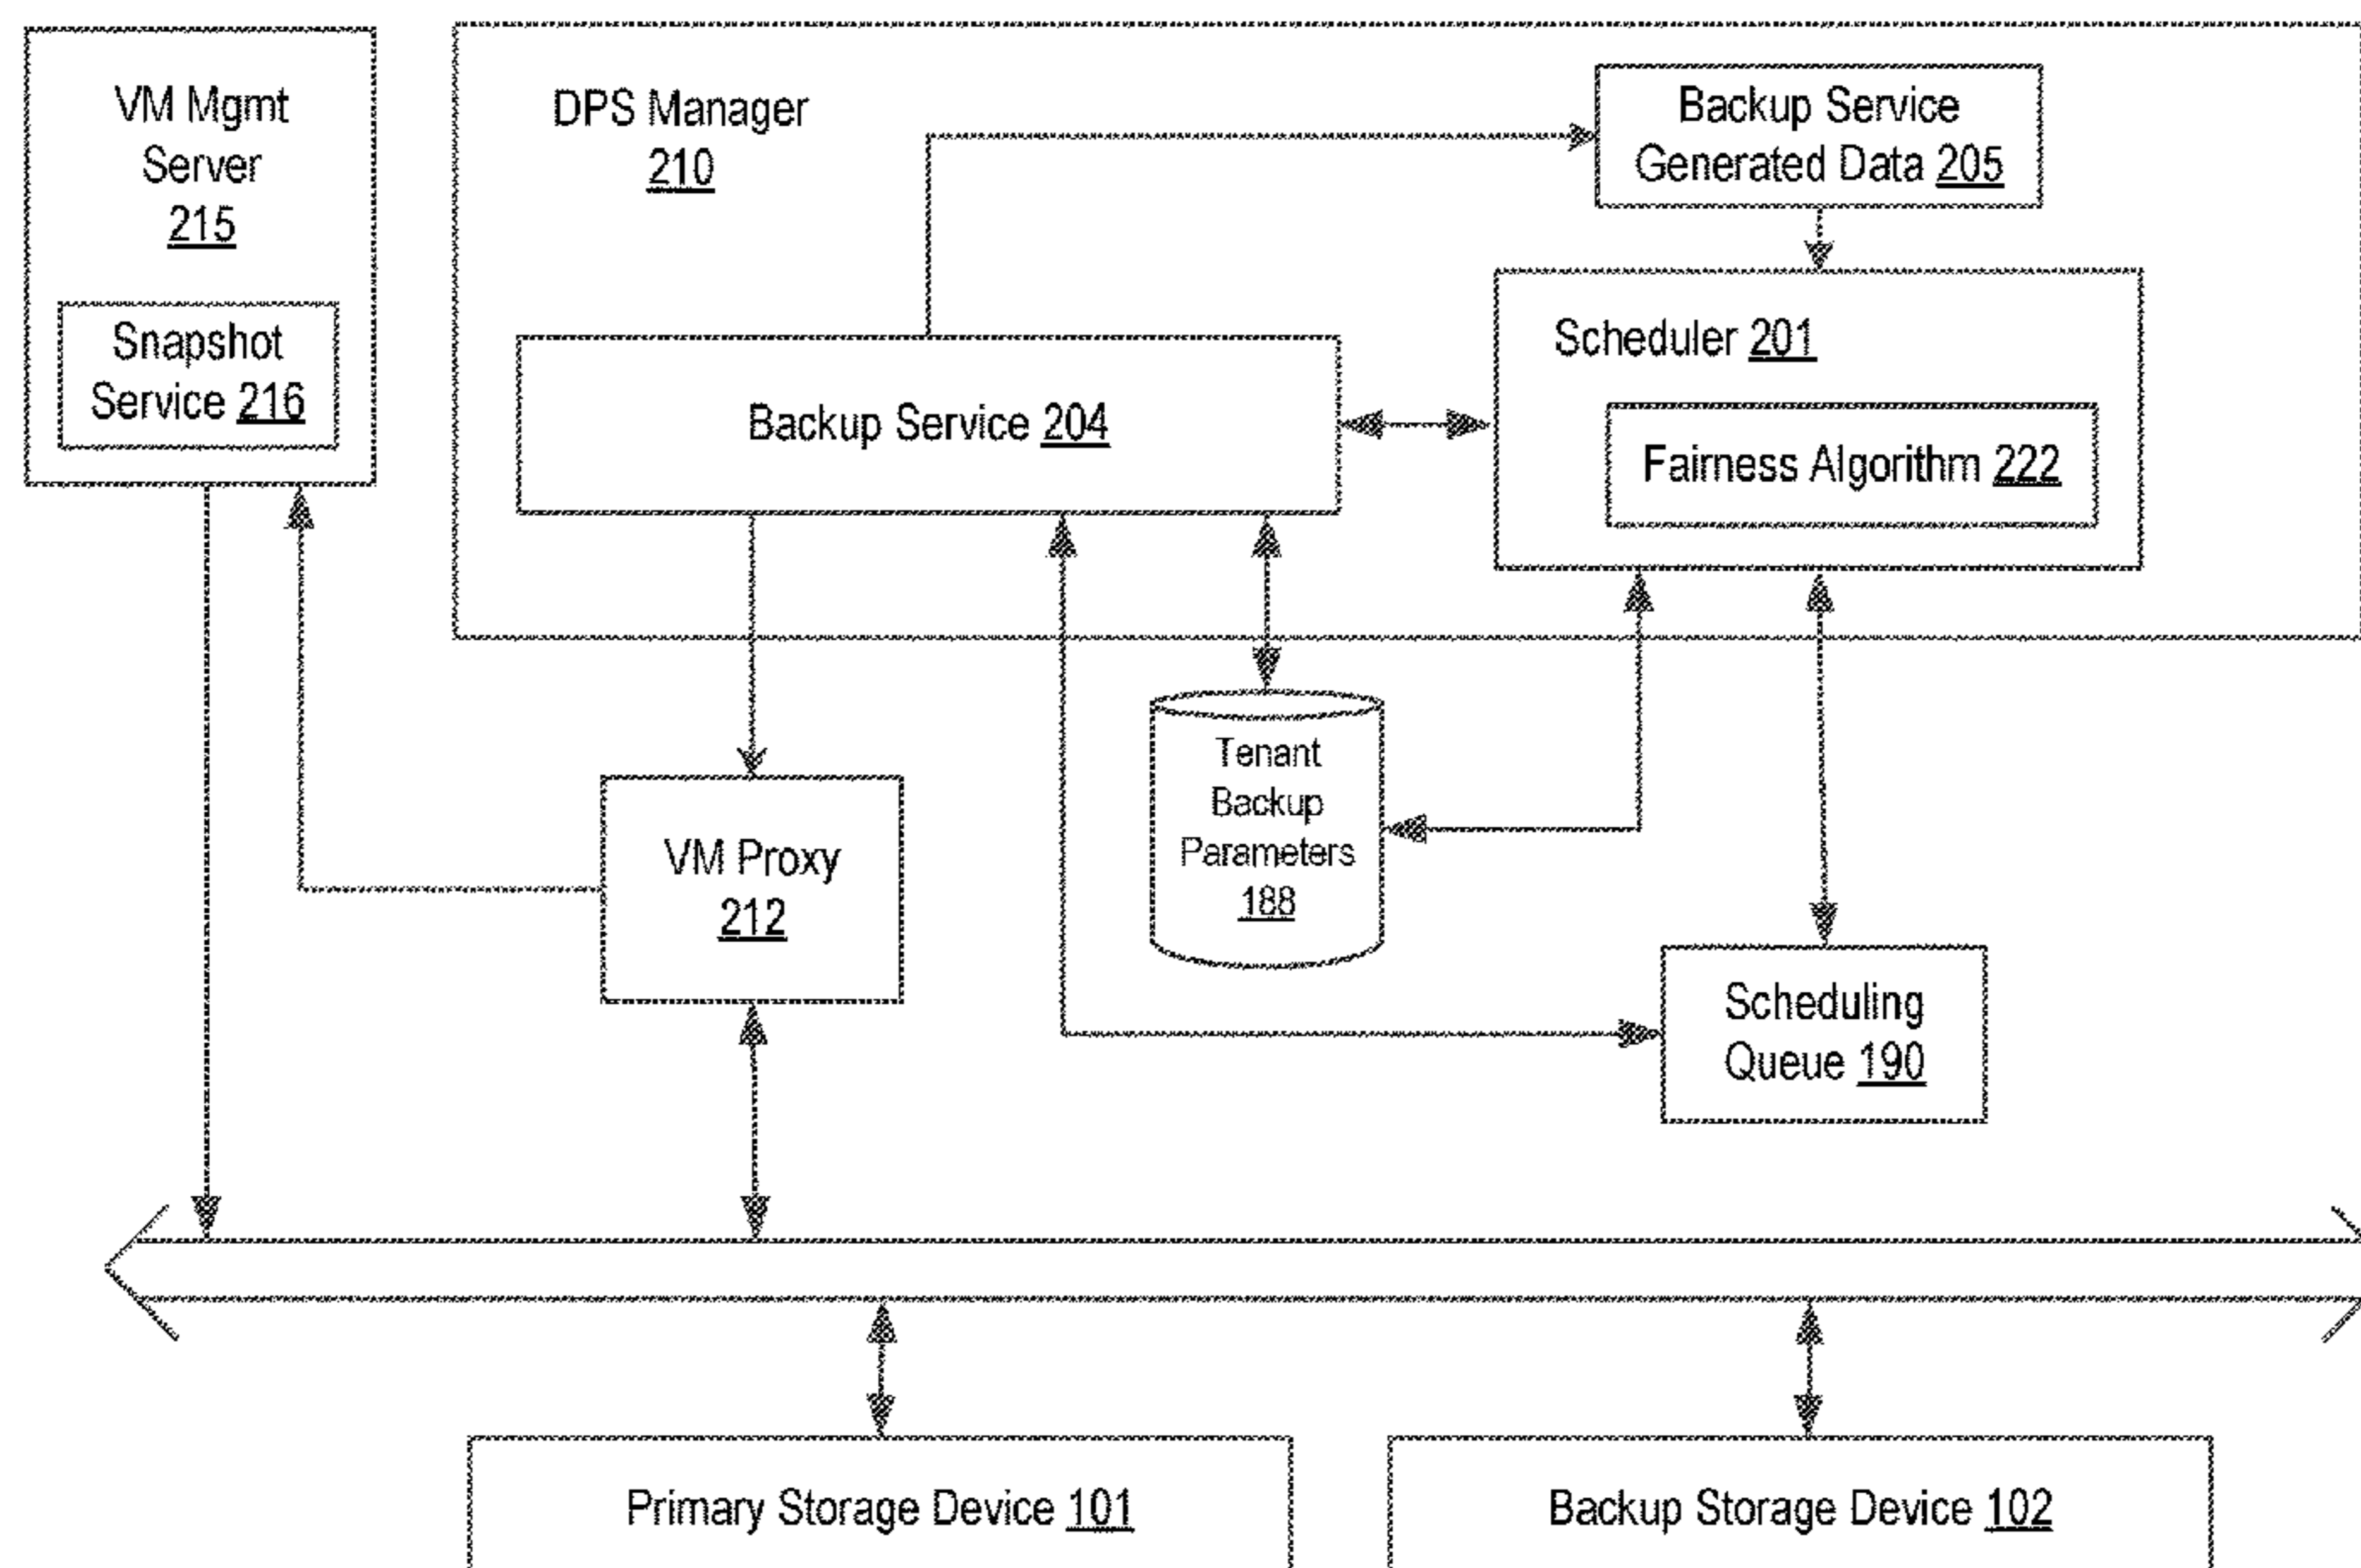 VM Mgmt
Server
215
Snapshot
Service 216
DPS Manager
210
Backup Service
Generated Data 205
Backup Service 204
Scheduler 201
Fairness Algorithm 222
VM Proxy
212
Tenant
Backup
Parameters
188
Scheduling
Queue 190
Primary Storage Device 101
Backup Storage Device 102